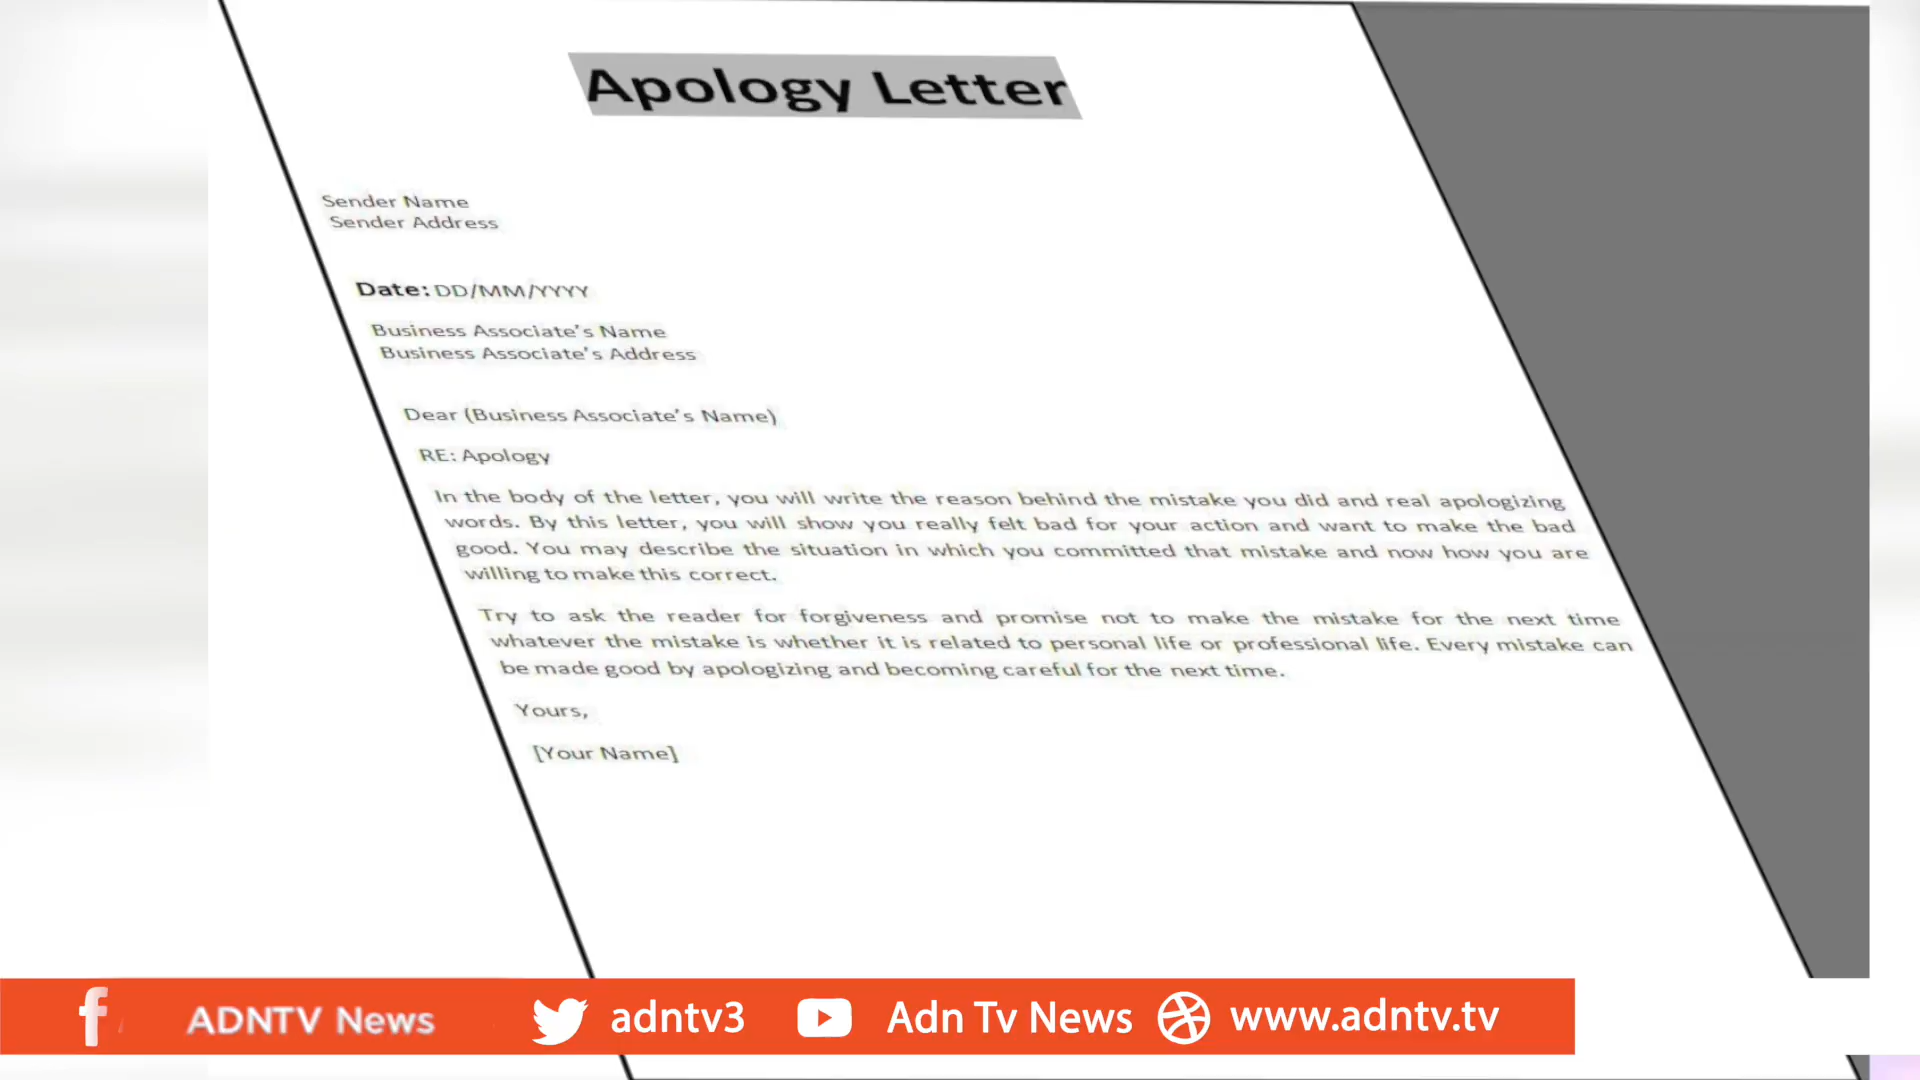 Apology Letter
Sender Name
Sender Address
Date: DD/MM/YYYY
Business Associate's Name
Business Associate's Address
Dear (Business Associate's Name)
RE: Apology
In the body of the letter, you will write the reason behind the mistake you did and real apologizing
words. By this letter, you will show you really felt bad for your action and want to make the bad
good. You may describe the situation in which you committed that mistake and now how you are
willing to make this correct.
Try to ask the reader for forgiveness and promise not to make the mistake for the next time
whatever the mistake is whether it is related to personal life or professional life. Every mistake can
be made good by apologizing and becoming careful for the next time.
Yours,
[Your Name]
ADNTV News adntv3 Adn Tv News www.adntv.tv